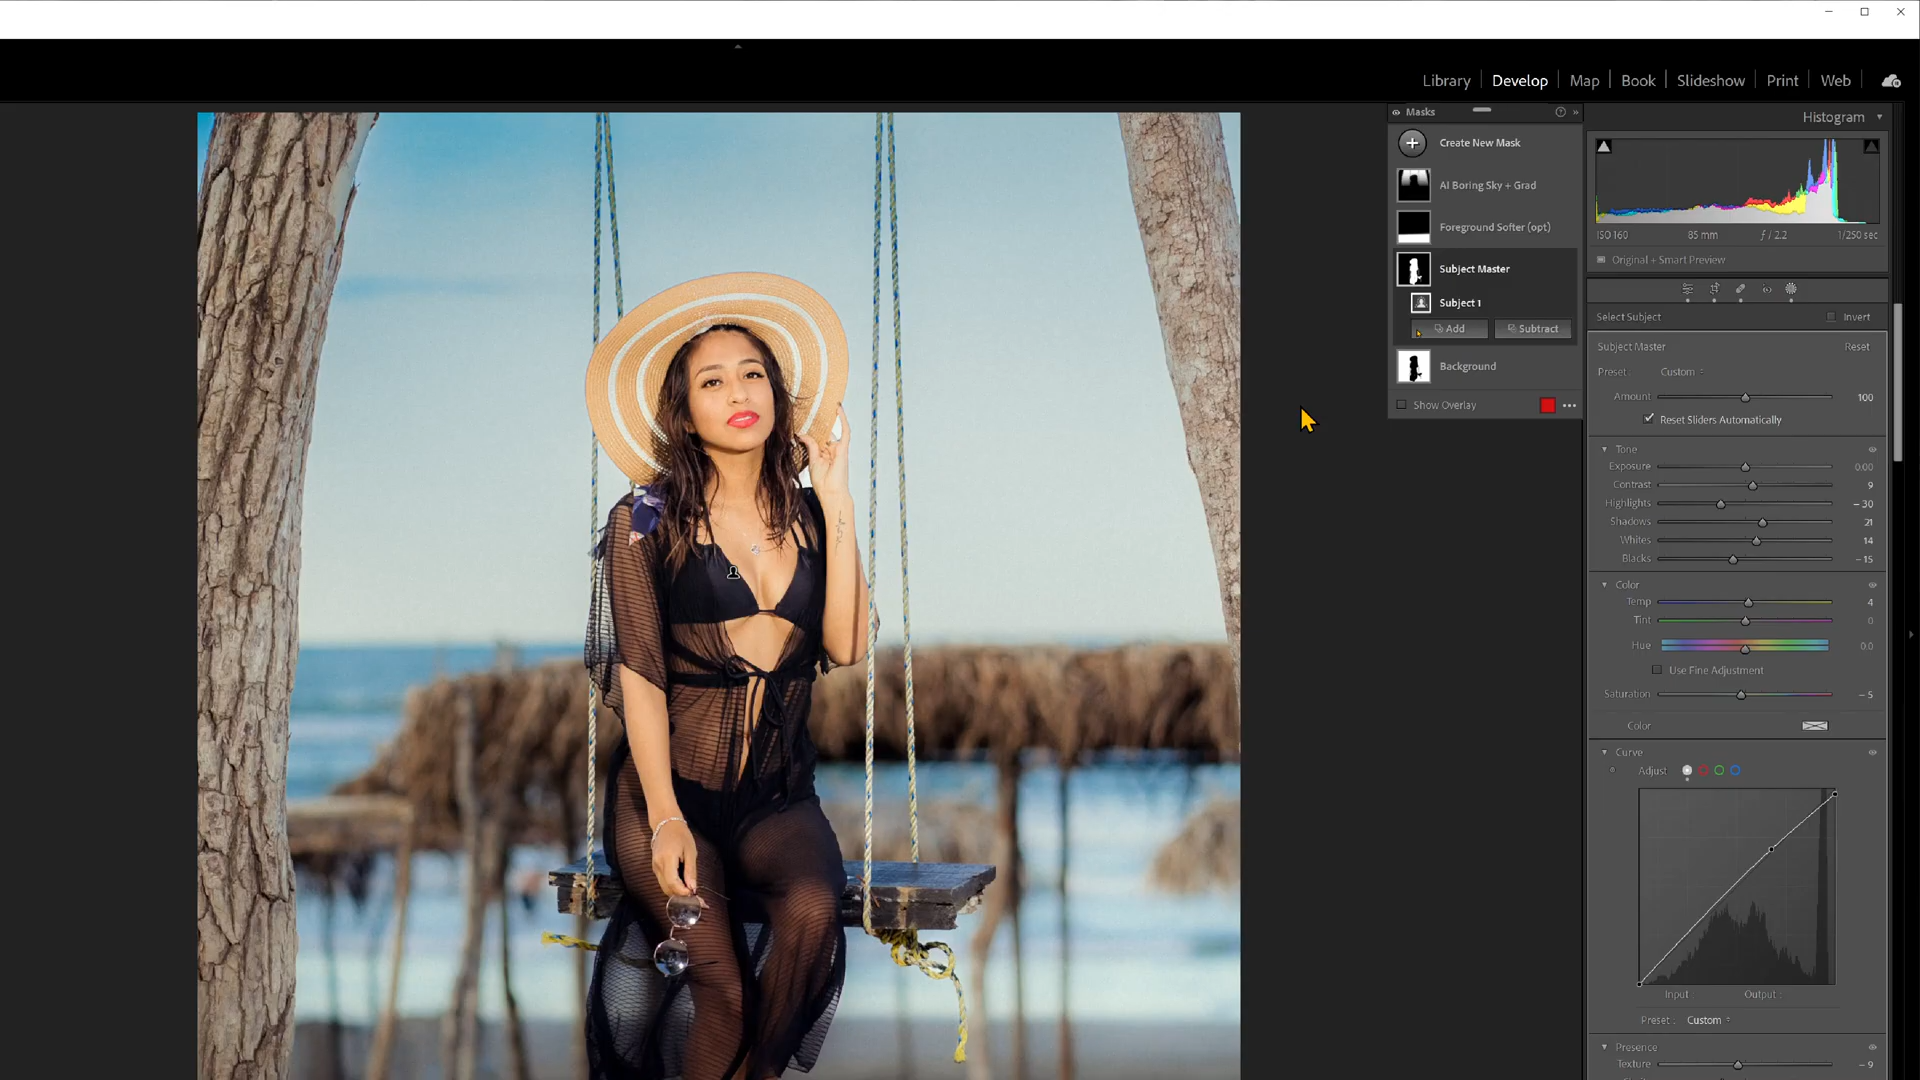 Library | Develop | Map | Book | Slideshow | Print | Web
Masks
Create New Mask
AI Boring Sky + Grad
Foreground Softer (opt)
Subject Master
Subject 1
Add Subtract
Background
Show Overlay
Histogram
ISO 160 85 mm ƒ / 2.2 1/250 sec
Original + Smart Preview
Select Subject Invert
Subject Master Reset
Preset: Custom
Amount 100
Reset Sliders Automatically
Tone
Exposure 0.00
Contrast 9
Highlights – 30
Shadows 21
Whites 14
Blacks – 15
Color
Temp 4
Tint 0
Hue 0.0
Use Fine Adjustment
Saturation – 5
Color
Curve
Adjust
Input Output :
Preset : Custom
Presence
Texture – 9